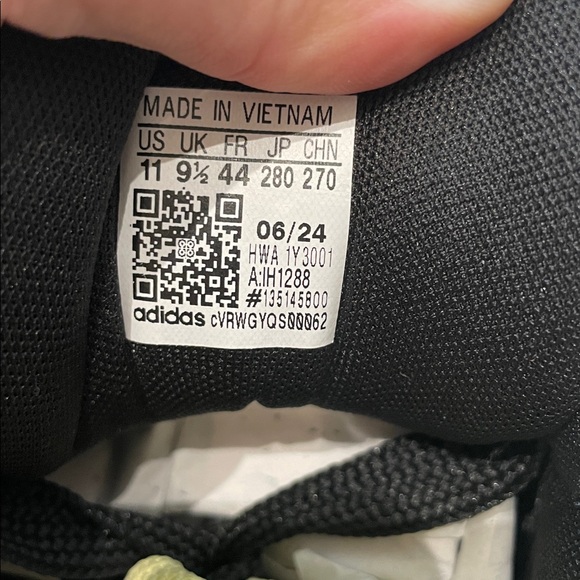 MADE IN VIETNAM
US UK FR JP CHN
11 9½ 44 280 270
06/24
HWA 1Y3001
A:IH1288
#135145800
adidas cVRWGYQS00062